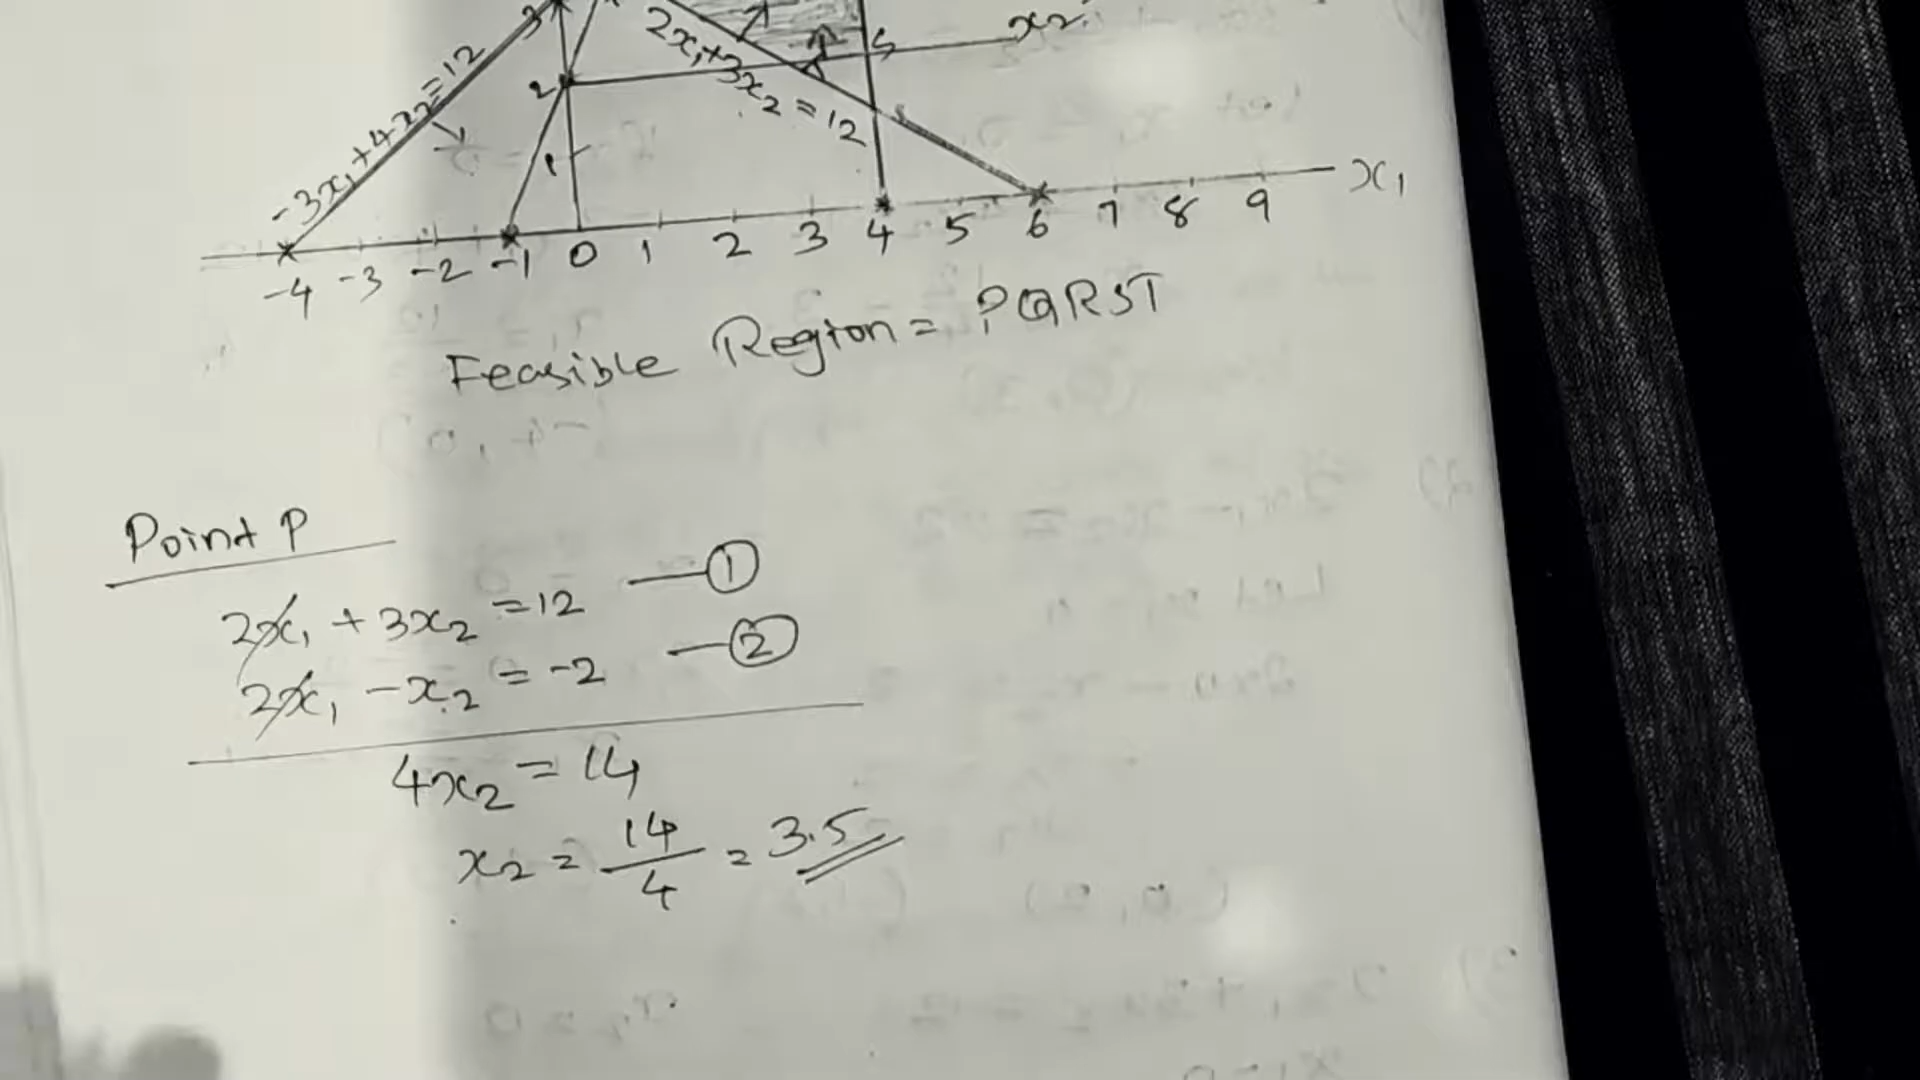 3
x2
S
-3x1+4x2=12
2x1+3x2=12
2
1
x1
-4 -3 -2 -1 0 1 2 3 4 5 6 7 8 9
Feasible Region = PQRST
Point P
2x1 + 3x2 = 12 —①
2x1 - x2 = -2 —②
4x2 = 14
x2 = 14/4 = 3.5